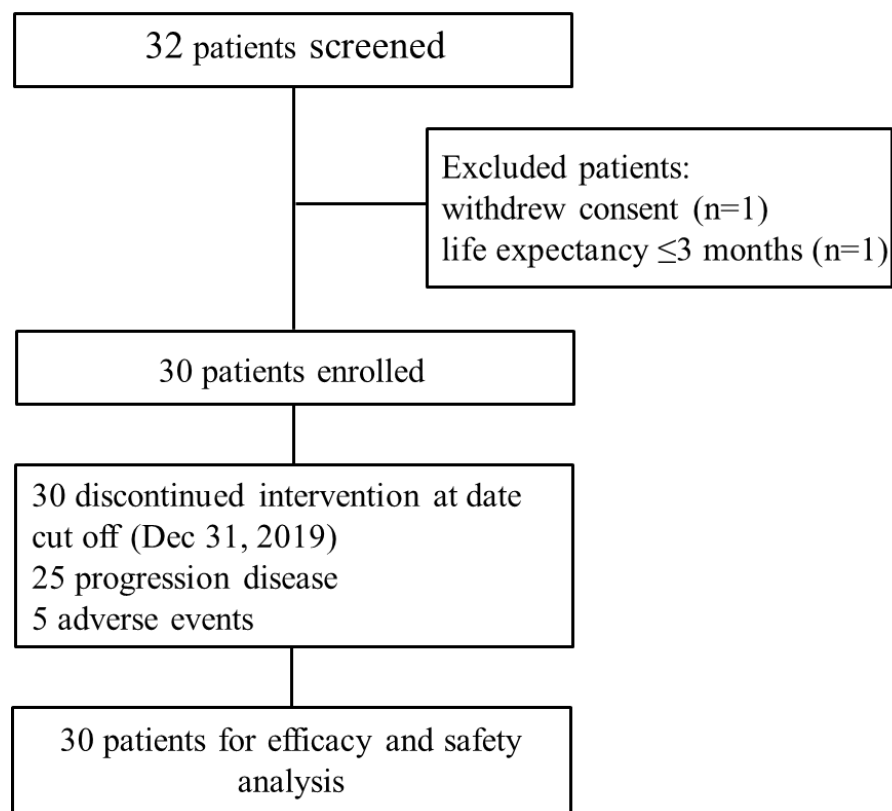 32 patients screened
Excluded patients:
withdrew consent (n=1)
life expectancy ≤3 months (n=1)
30 patients enrolled
30 discontinued intervention at date
cut off (Dec 31, 2019)
25 progression disease
5 adverse events
30 patients for efficacy and safety
analysis